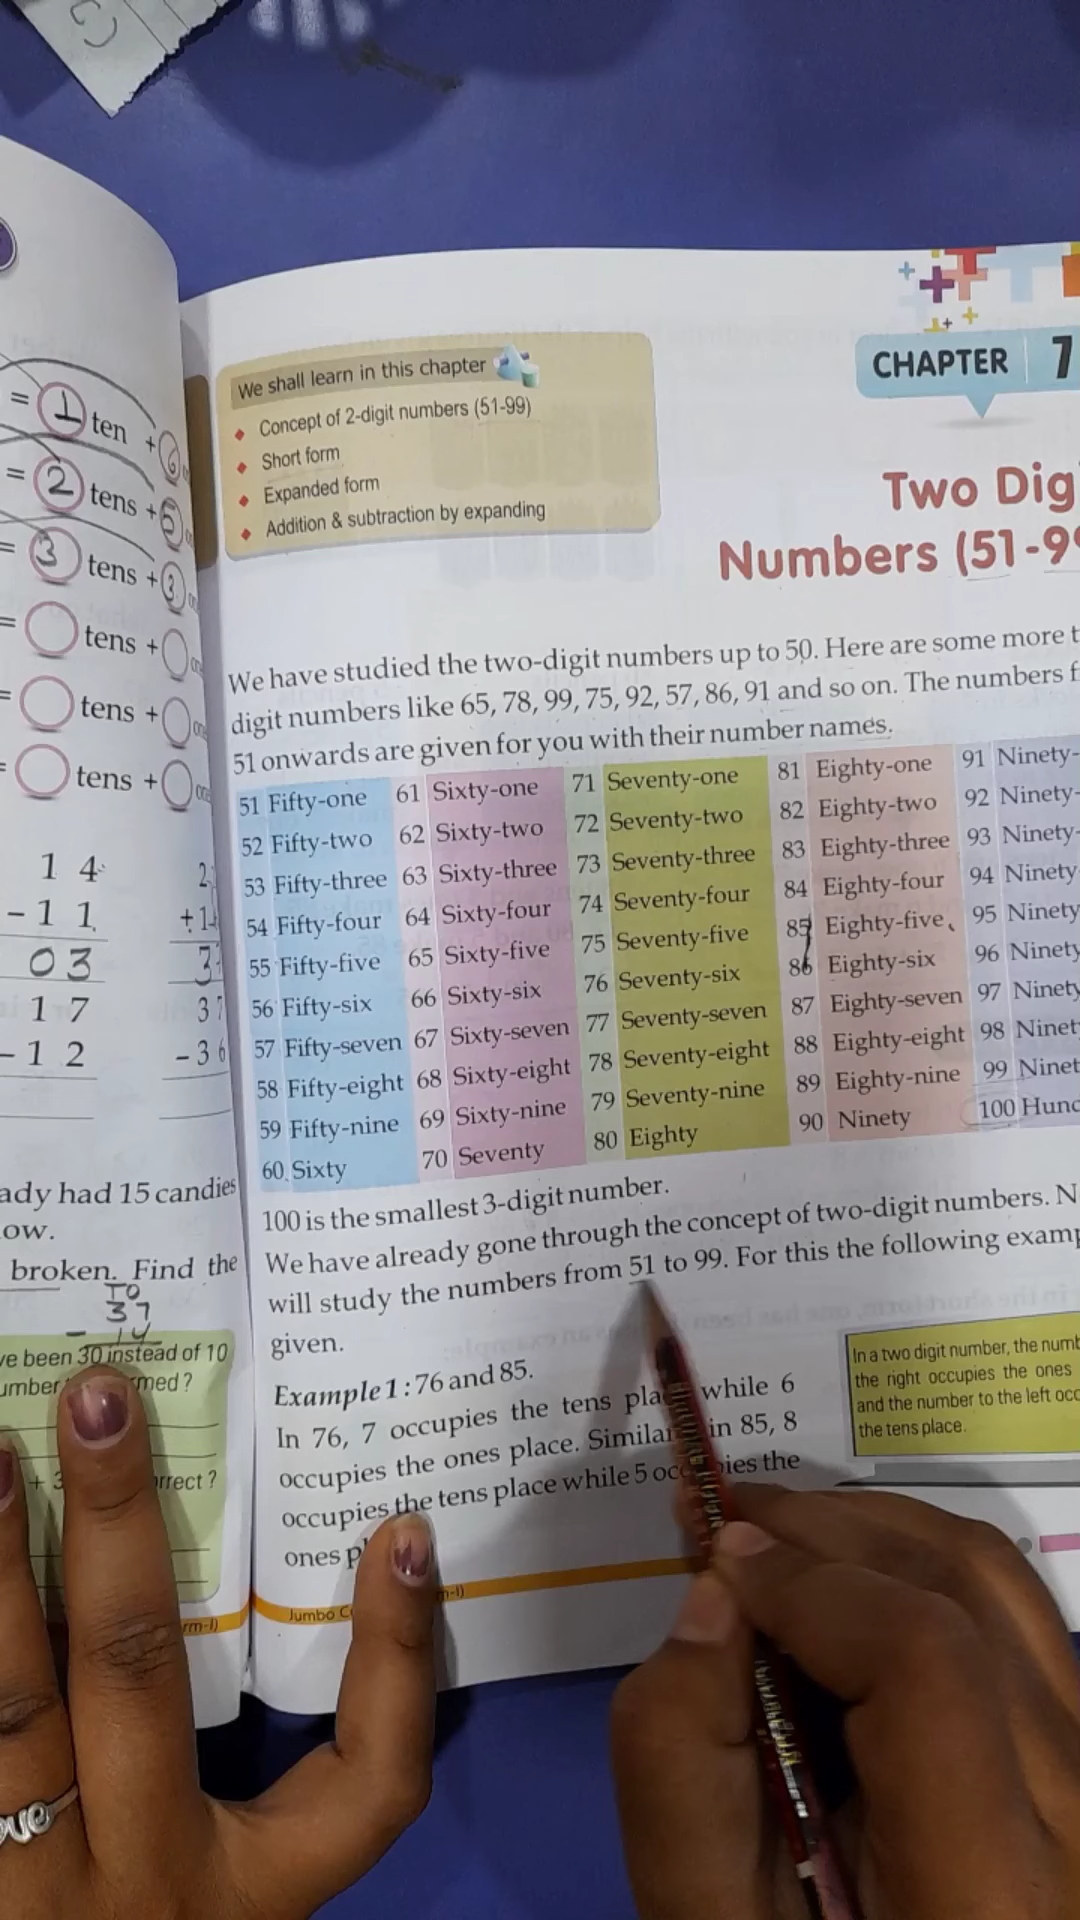 = 1 ten + 6
= 2 tens + 5
= 3 tens + 3
= tens +
= tens +
= tens +
1 4
- 1 1
0 3
1 7
- 1 2
3 7
- 3 6
ady had 15 candies
ow.
broken. Find the
TO
37
- 14
ve been 30 instead of 10
umber
med ?
+ 3
rrect ?
rm-I)
We shall learn in this chapter
Concept of 2-digit numbers (51-99)
Short form
Expanded form
Addition & subtraction by expanding
CHAPTER 7
Two Dig
Numbers (51-99
We have studied the two-digit numbers up to 50. Here are some more t
digit numbers like 65, 78, 99, 75, 92, 57, 86, 91 and so on. The numbers f
51 onwards are given for you with their number names.
51 Fifty-one 61 Sixty-one 71 Seventy-one 81 Eighty-one 91 Ninety-
52 Fifty-two 62 Sixty-two 72 Seventy-two 82 Eighty-two 92 Ninety-
53 Fifty-three 63 Sixty-three 73 Seventy-three 83 Eighty-three 93 Ninety-
54 Fifty-four 64 Sixty-four 74 Seventy-four 84 Eighty-four 94 Ninety
55 Fifty-five 65 Sixty-five 75 Seventy-five 85 Eighty-five 95 Ninety
56 Fifty-six 66 Sixty-six 76 Seventy-six 86 Eighty-six 96 Ninety
57 Fifty-seven 67 Sixty-seven 77 Seventy-seven 87 Eighty-seven 97 Ninety
58 Fifty-eight 68 Sixty-eight 78 Seventy-eight 88 Eighty-eight 98 Ninet
59 Fifty-nine 69 Sixty-nine 79 Seventy-nine 89 Eighty-nine 99 Ninet
60 Sixty 70 Seventy 80 Eighty 90 Ninety 100 Hund
100 is the smallest 3-digit number.
We have already gone through the concept of two-digit numbers. N
will study the numbers from 51 to 99. For this the following examp
given.
Example 1 : 76 and 85.
In 76, 7 occupies the tens pla while 6
occupies the ones place. Similar in 85, 8
occupies the tens place while 5 occupies the
ones pl
In a two digit number, the numb
the right occupies the ones
and the number to the left occ
the tens place.
Jumbo C
m-I)